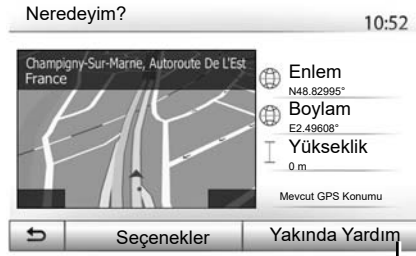 Neredeyim?
10:52
Champigny-Sur-Marne, Autoroute De L'Est
France
Enlem
N48.82995°
Boylam
E2.49608°
Yükseklik
0 m
Mevcut GPS Konumu
Seçenekler
Yakında Yardım